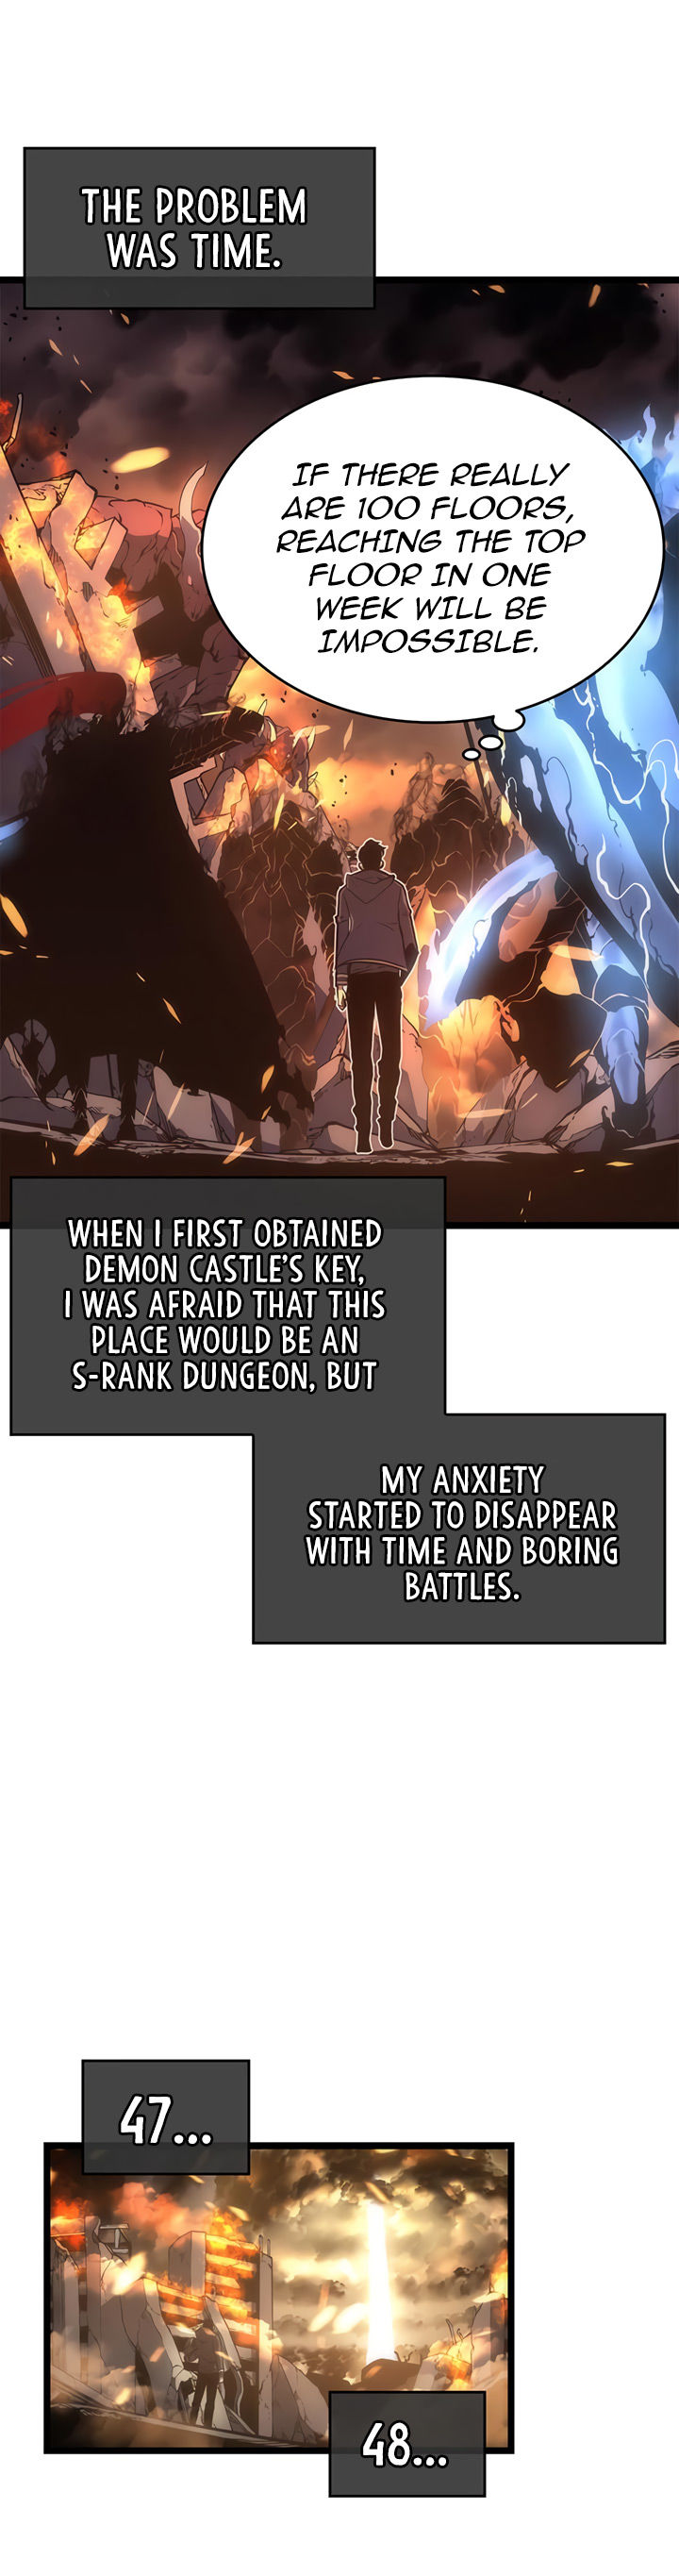 THE PROBLEM
WAS TIME.
IF THERE REALLY
ARE 100 FLOORS,
REACHING THE TOP
FLOOR IN ONE
WEEK WILL BE
IMPOSSIBLE.
WHEN I FIRST OBTAINED
DEMON CASTLE'S KEY,
I WAS AFRAID THAT THIS
PLACE WOULD BE AN
S-RANK DUNGEON, BUT
MY ANXIETY
STARTED TO DISAPPEAR
WITH TIME AND BORING
BATTLES.
47...
48...